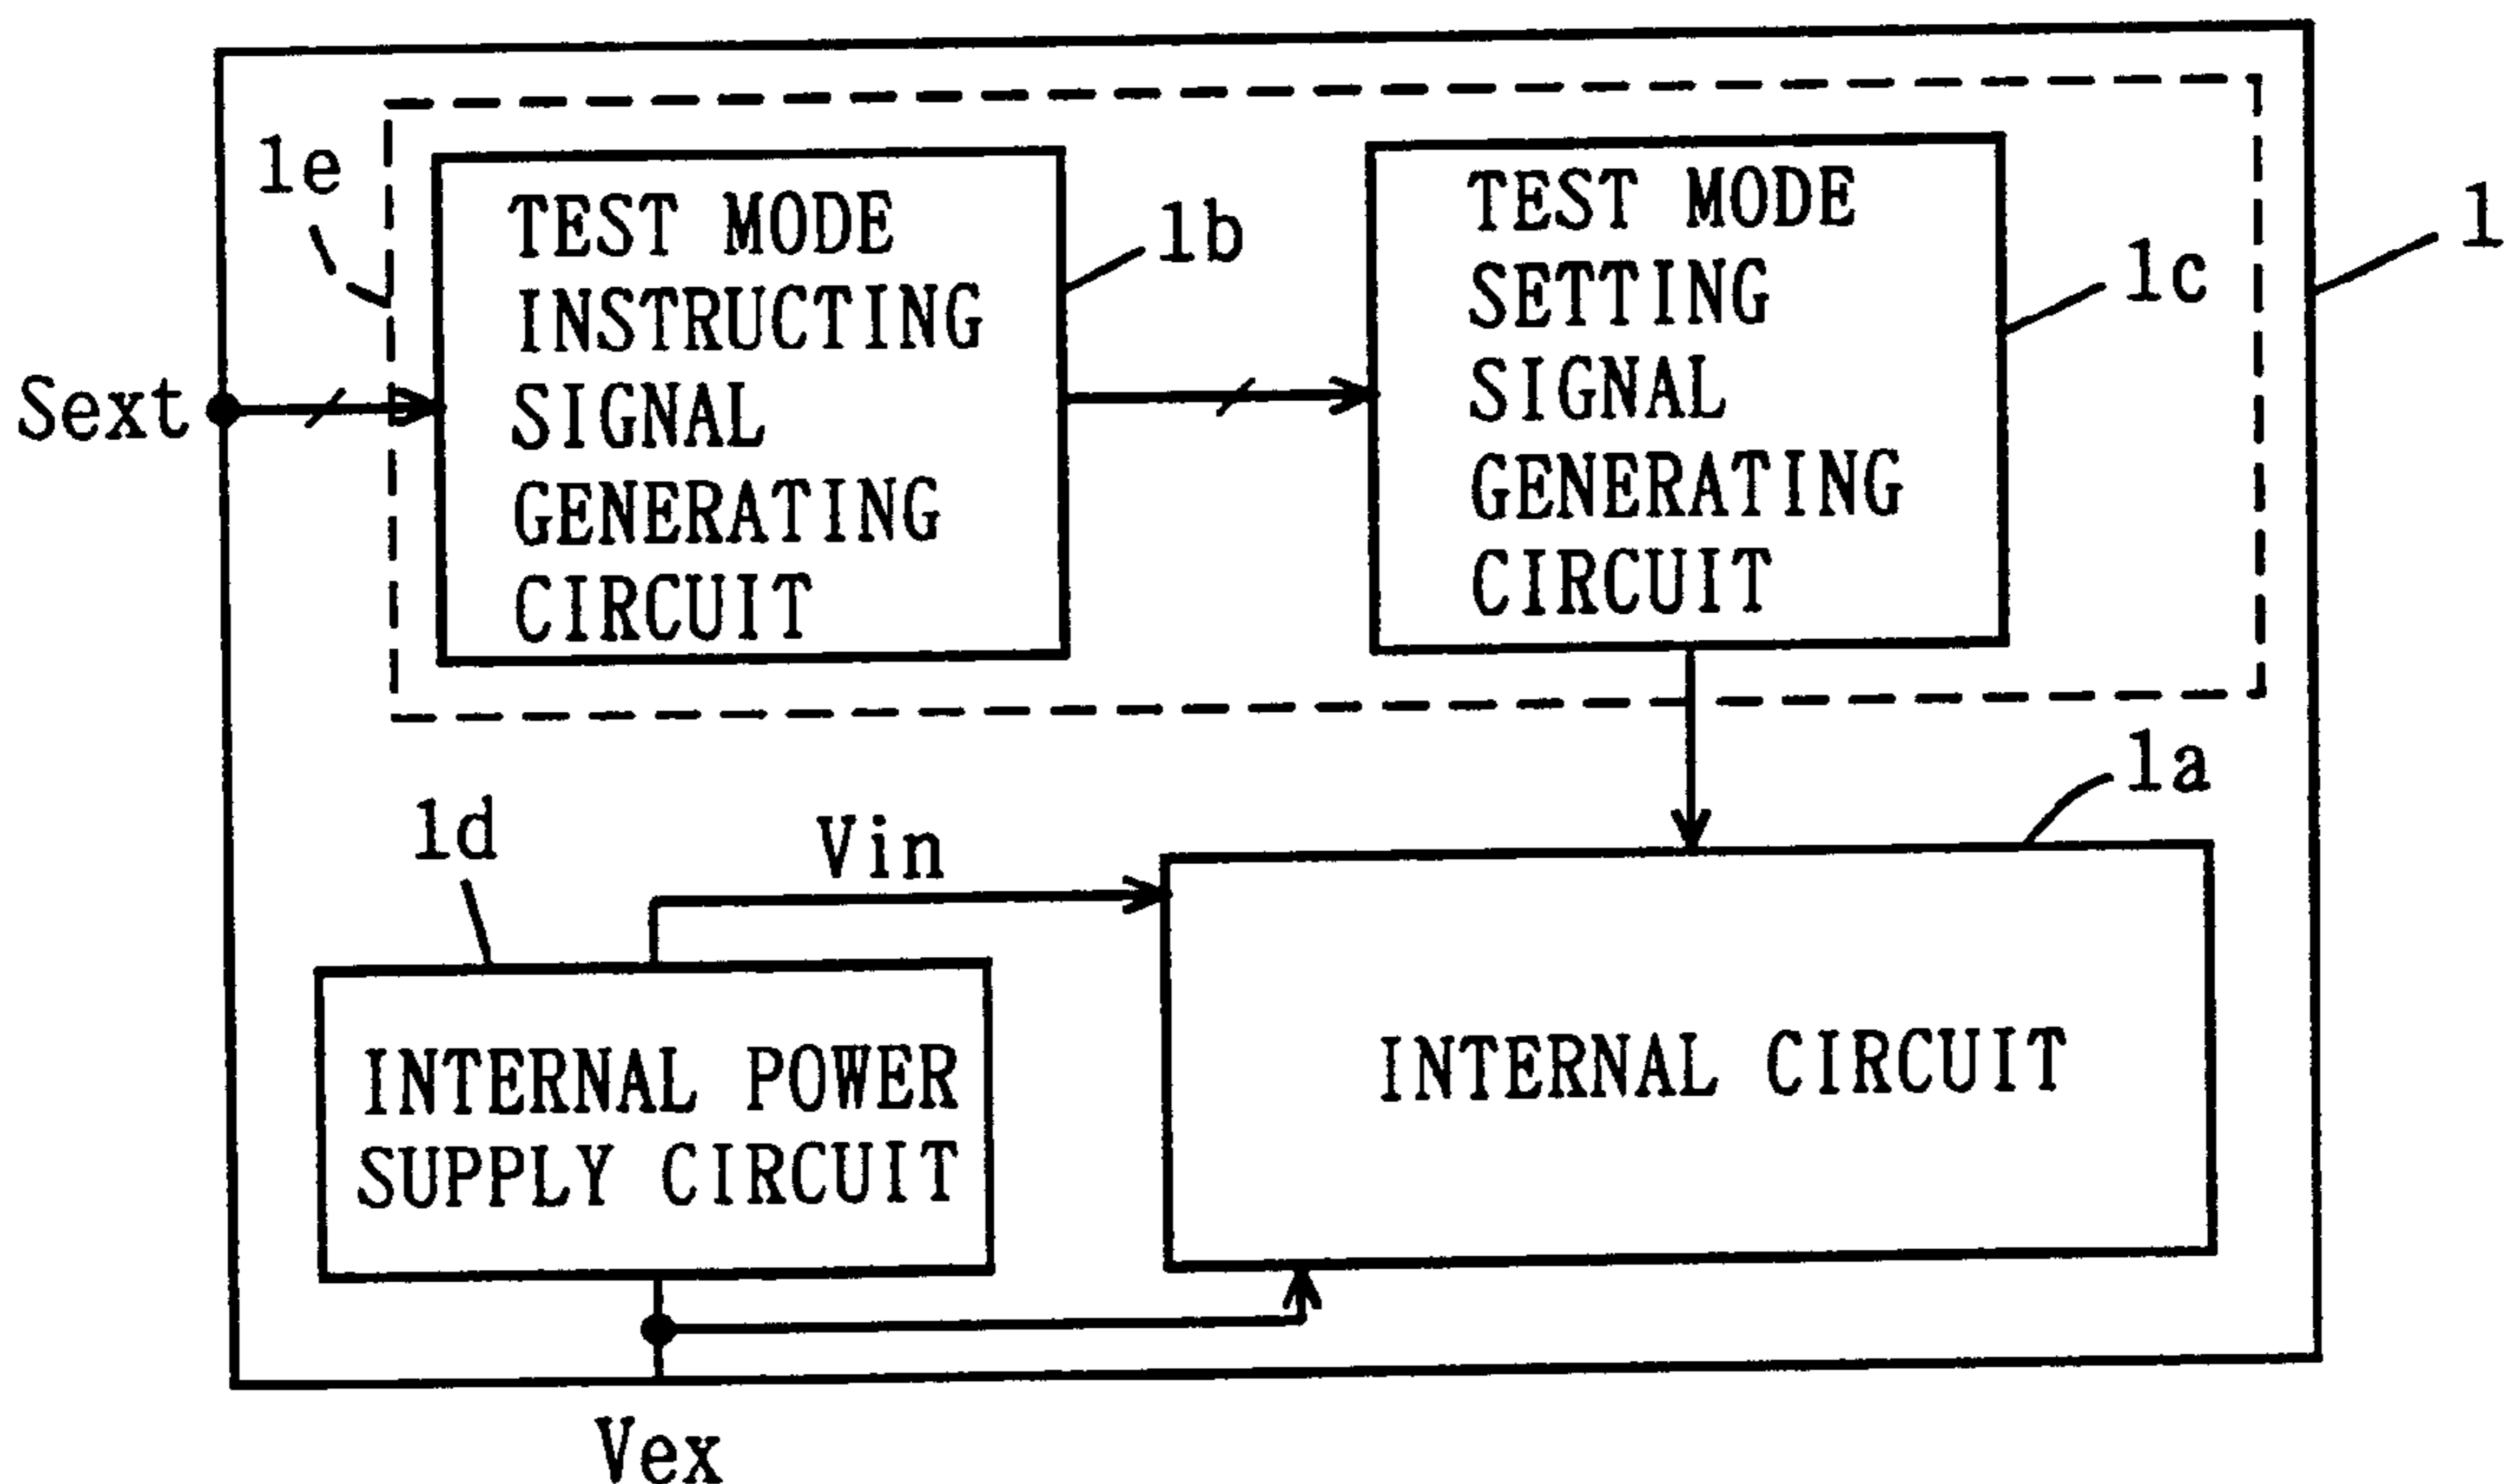 1e
TEST MODE
INSTRUCTING
SIGNAL
GENERATING
CIRCUIT
1b
TEST MODE
SETTING
SIGNAL
GENERATING
CIRCUIT
1c
1
Sext
1d
Vin
1a
INTERNAL POWER
SUPPLY CIRCUIT
INTERNAL CIRCUIT
Vex